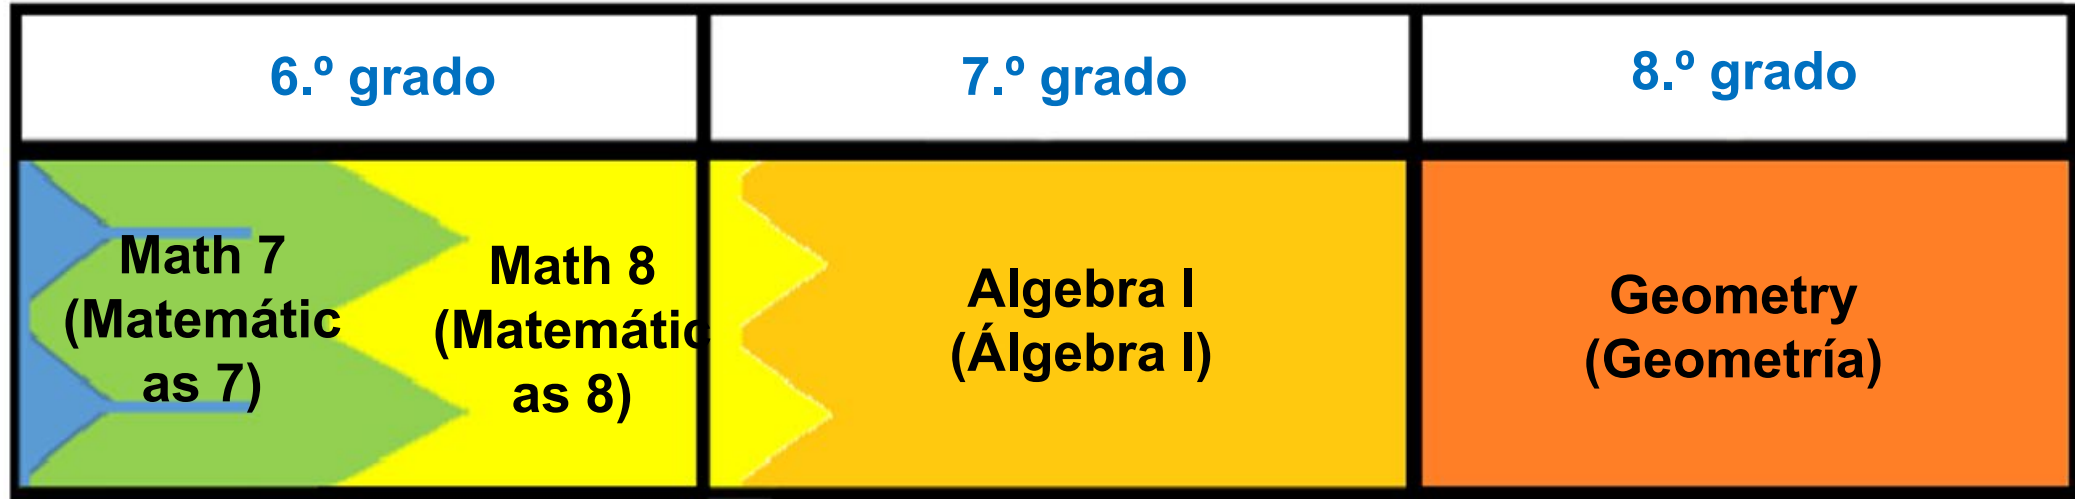 6.º grado
7.º grado
8.º grado
Math 7
(Matemátic
as 7)
Math 8
(Matemátic
as 8)
Algebra I
(Álgebra I)
Geometry
(Geometría)